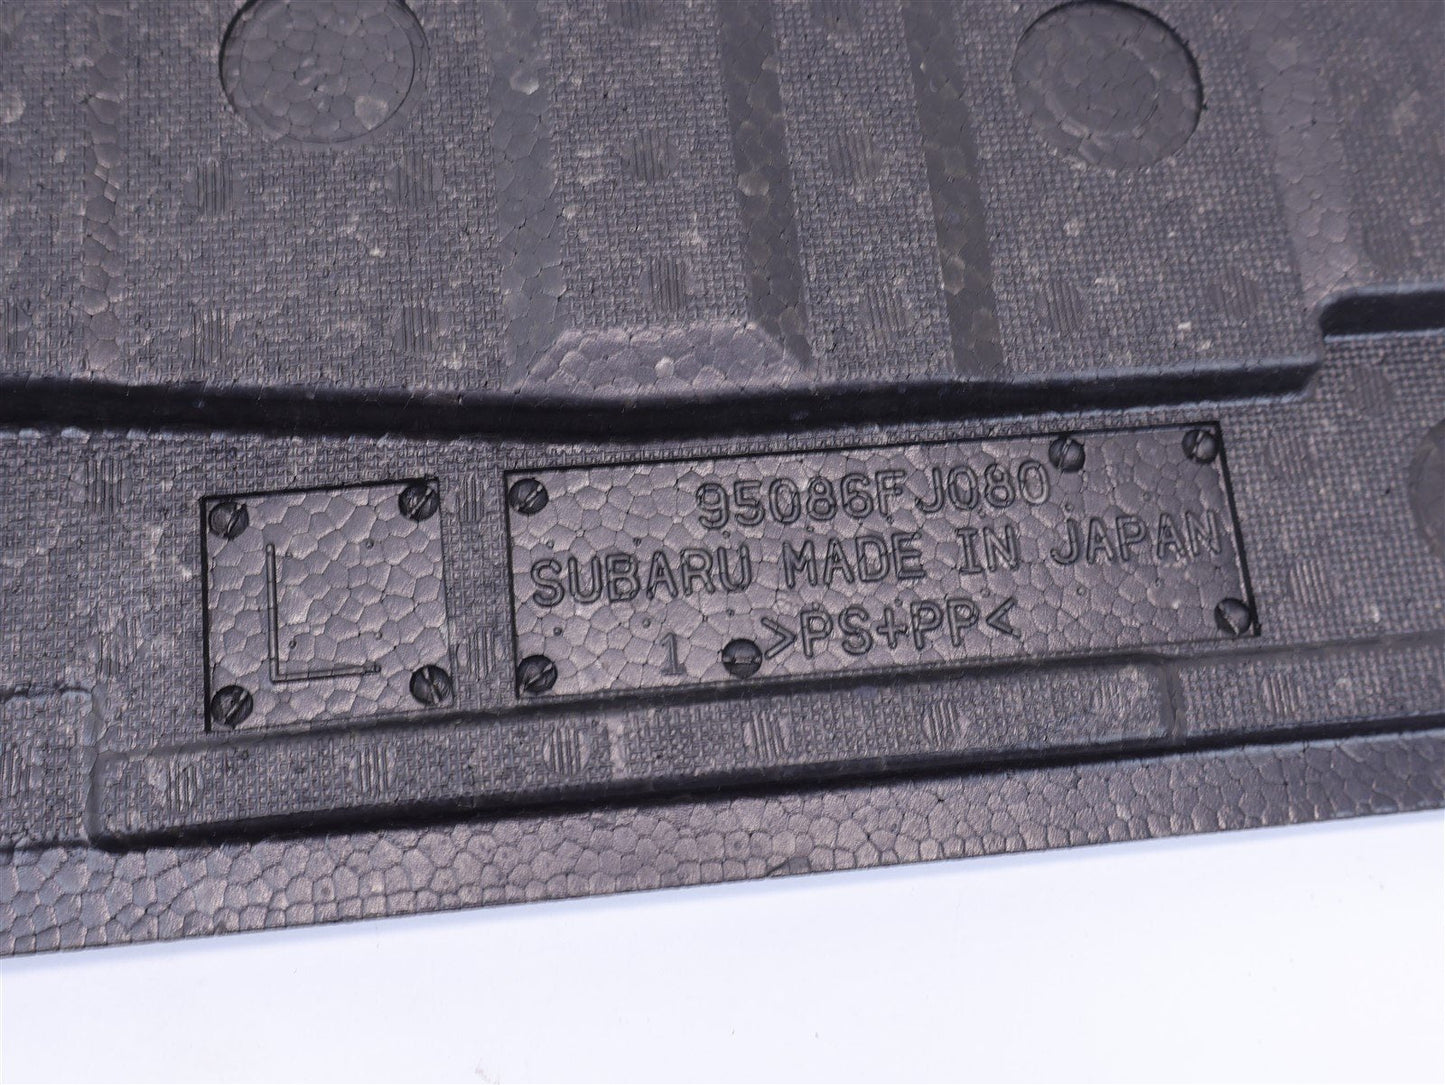 L
95086FJ080
SUBARU MADE IN JAPAN
1 >PS+PP<